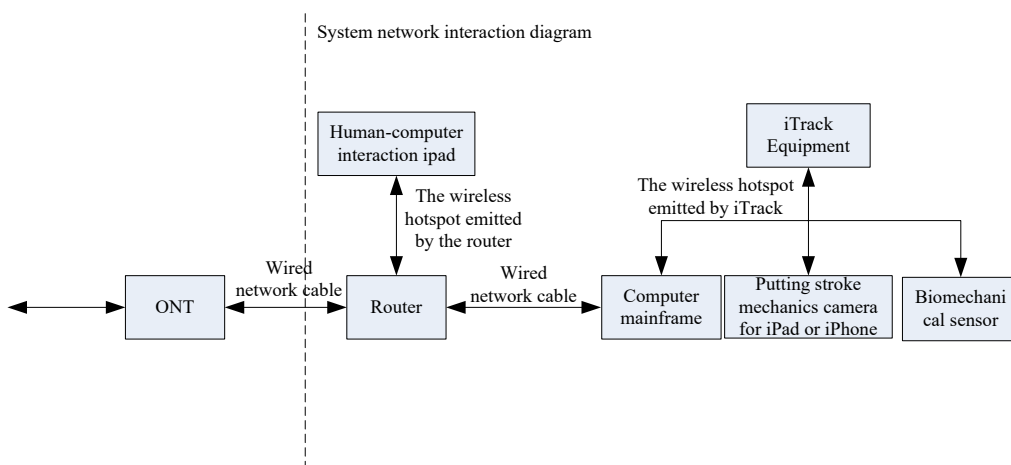 System network interaction diagram
Human-computer
interaction ipad
iTrack
Equipment
The wireless
hotspot emitted
by the router
The wireless hotspot
emitted by iTrack
Wired
network cable
Wired
network cable
ONT
Router
Computer
mainframe
Putting stroke
mechanics camera
for iPad or iPhone
Biomechani
cal sensor